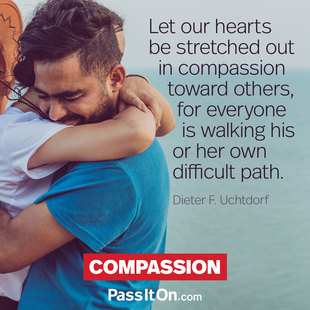 Let our hearts
be stretched out
in compassion
toward others,
for everyone
is walking his
or her own
difficult path.
Dieter F. Uchtdorf
COMPASSION
PassItOn.com